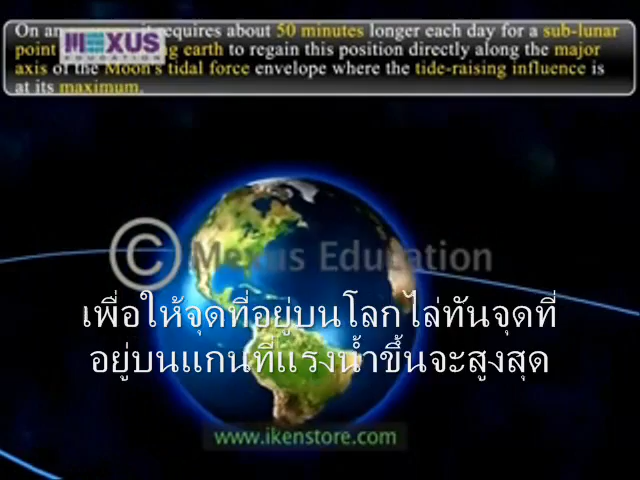 On an requires about 50 minutes longer each day for a sub-lunar
point earth to regain this position directly along the major
axis of the Moon's tidal force envelope where the tide-raising influence is
at its maximum.
MEXUS
EDUCATION
© Mexus Education
เพื่อให้จุดที่อยู่บนโลกไล่ทันจุดที่
อยู่บนแกนที่แรงน้ำขึ้นจะสูงสุด
www.ikenstore.com